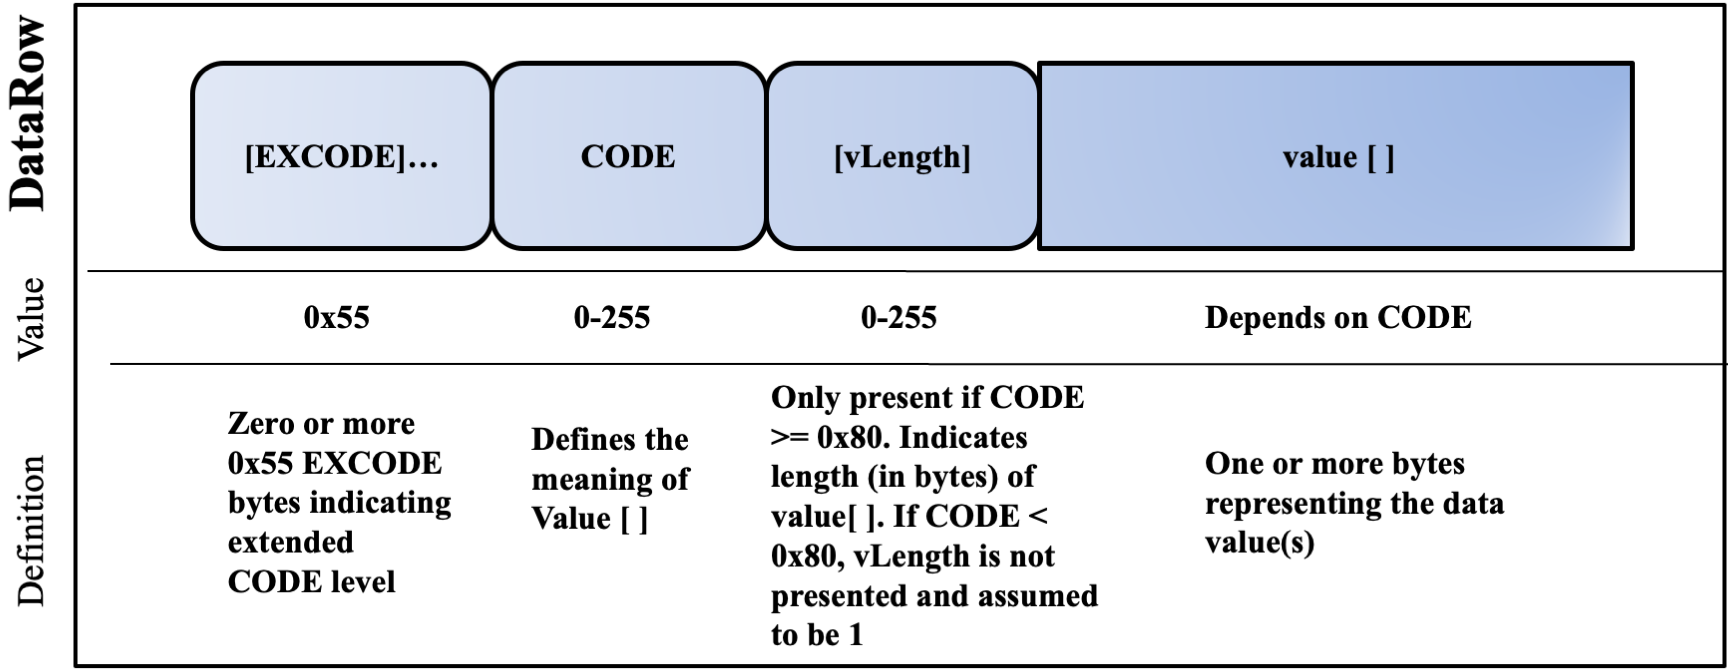 DataRow
[EXCODE]…
CODE
[vLength]
value [ ]
Value
0x55
0-255
0-255
Depends on CODE
Definition
Zero or more
0x55 EXCODE
bytes indicating
extended
CODE level
Defines the
meaning of
Value [ ]
Only present if CODE
>= 0x80. Indicates
length (in bytes) of
value[ ]. If CODE <
0x80, vLength is not
presented and assumed
to be 1
One or more bytes
representing the data
value(s)